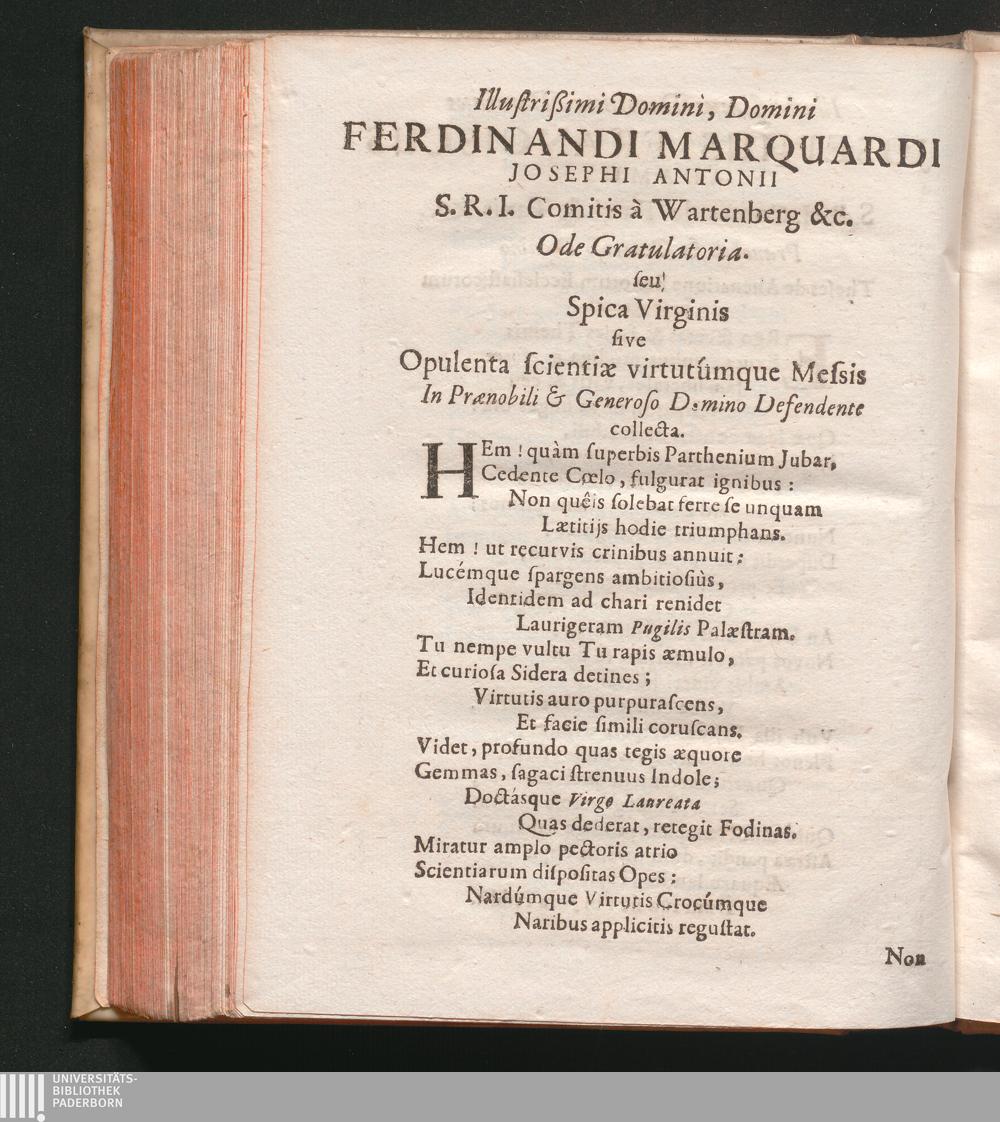 Illuſtrißimi Domini, Domini
FERDINANDI MARQUARDI
JOSEPHI ANTONII
S. R. I. Comitis à Wartenberg &c.
Ode Gratulatoria.
ſeu
Spica Virginis
ſive
Opulenta ſcientiæ virtutúmque Meſsis
In Prænobili & Generoſo Domino Defendente
collecta.
HEm ! quàm ſuperbis Parthenium Jubar,
Cedente Cœlo, fulgurat ignibus :
Non quêis ſolebat ferre ſe unquam
Lætitijs hodie triumphans.
Hem ! ut recurvis crinibus annuit ;
Lucémque ſpargens ambitioſiùs,
Identidem ad chari renidet
Laurigeram Pugilis Palæſtram.
Tu nempe vultu Tu rapis æmulo,
Et curioſa Sidera detines ;
Virtutis auro purpuraſcens,
Et facie ſimili coruſcans.
Videt, profundo quas tegis æquore
Gemmas, ſagaci ſtrenuus Indole;
Doctásque Virgo Laureata
Quas dederat, retegit Fodinas.
Miratur amplo pectoris atrio
Scientiarum diſpoſitas Opes :
Nardúmque Virtutis Crocúmque
Naribus applicitis reguſtat.
Non
UNIVERSITÄTS-
BIBLIOTHEK
PADERBORN